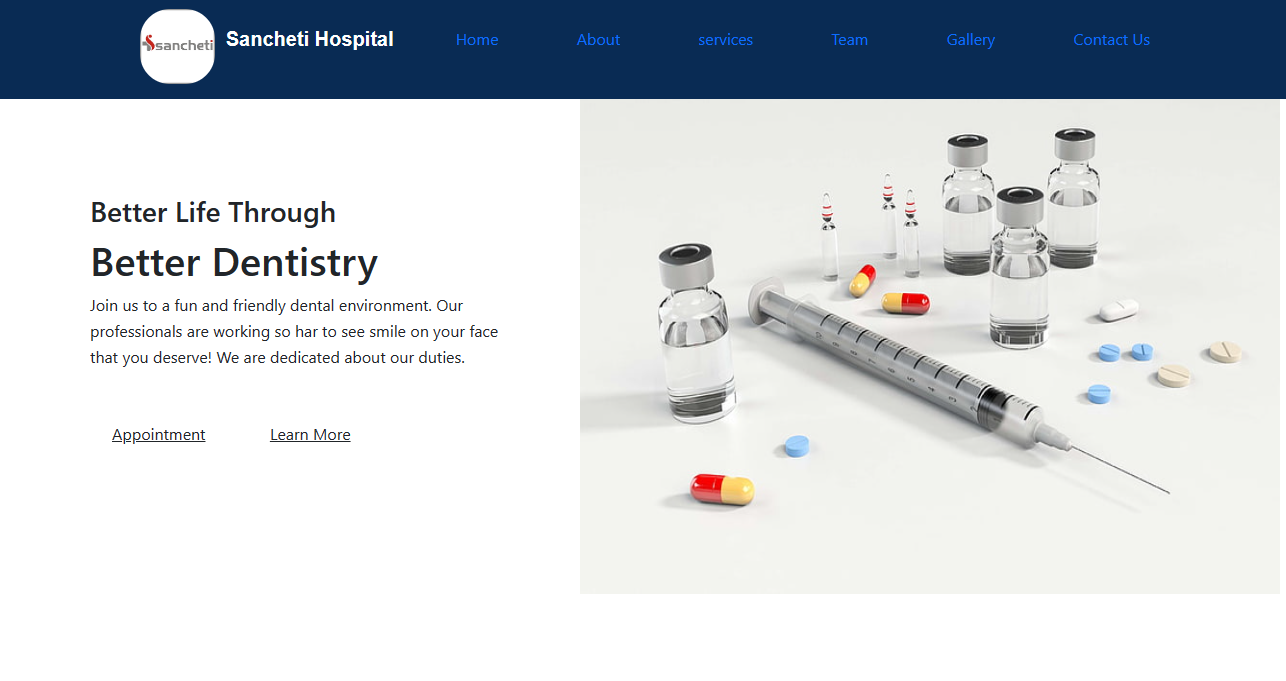 Ssancheti Sancheti Hospital Home About services Team Gallery Contact Us
Better Life Through
Better Dentistry
Join us to a fun and friendly dental environment. Our
professionals are working so har to see smile on your face
that you deserve! We are dedicated about our duties.
Appointment Learn More